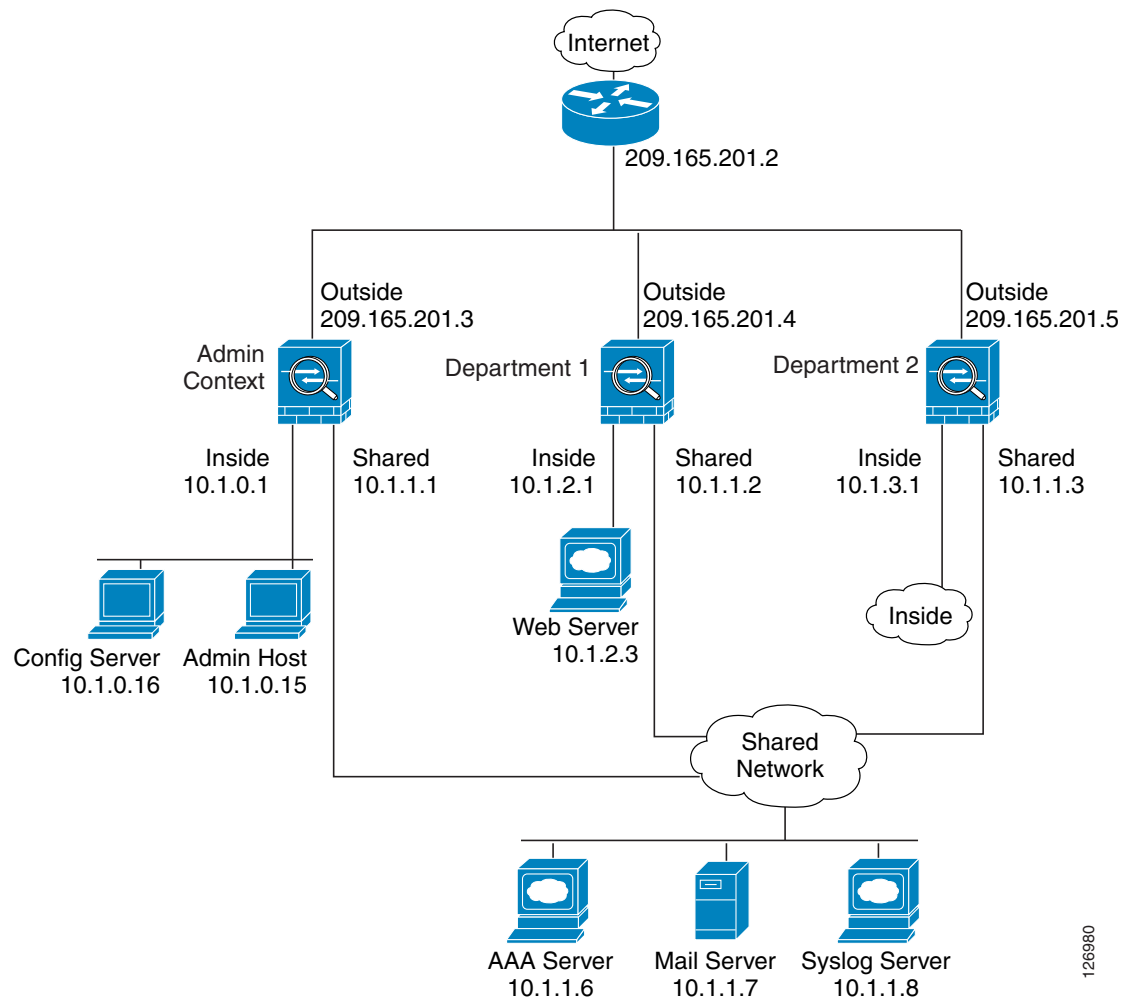 Internet
209.165.201.2
Outside
209.165.201.3
Outside
209.165.201.4
Outside
209.165.201.5
Admin
Context
Department 1
Department 2
Inside
10.1.0.1
Shared
10.1.1.1
Inside
10.1.2.1
Shared
10.1.1.2
Inside
10.1.3.1
Shared
10.1.1.3
Config Server
10.1.0.16
Admin Host
10.1.0.15
Web Server
10.1.2.3
Inside
Shared
Network
AAA Server
10.1.1.6
Mail Server
10.1.1.7
Syslog Server
10.1.1.8
126980